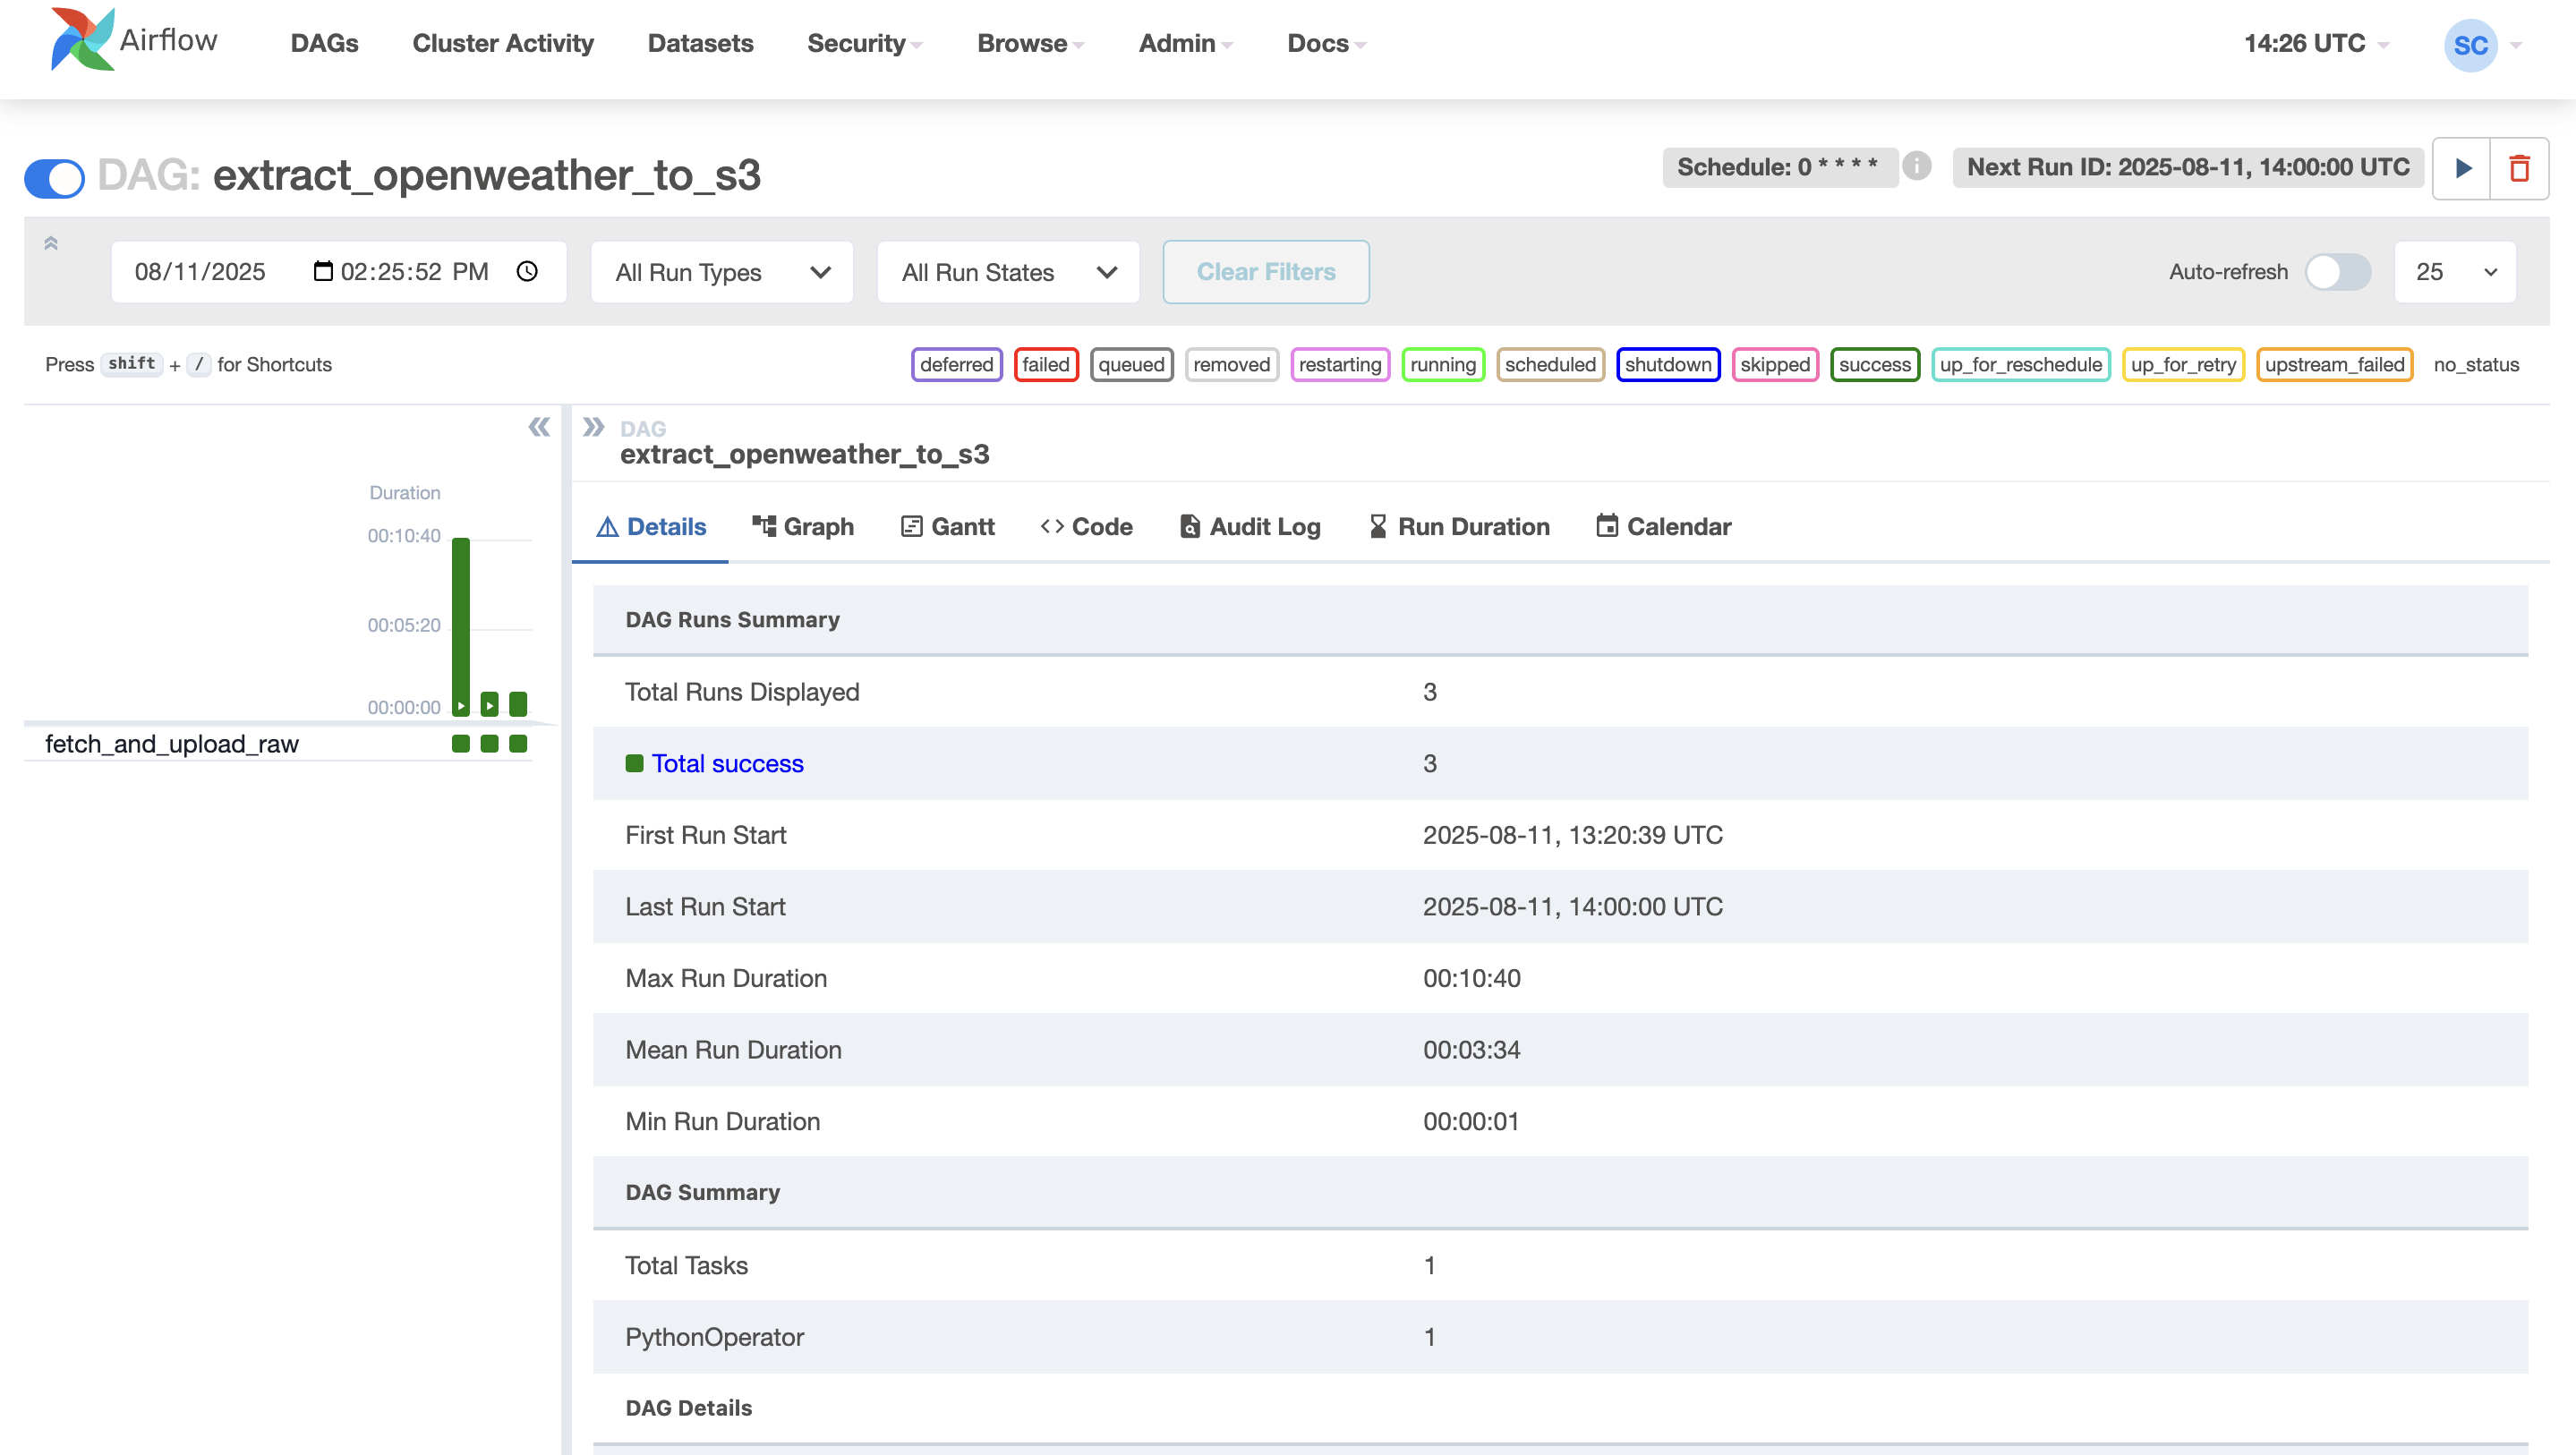 Airflow DAGs Cluster Activity Datasets Security Browse Admin Docs 14:26 UTC SC
DAG: extract_openweather_to_s3 Schedule: 0 * * * * i Next Run ID: 2025-08-11, 14:00:00 UTC
08/11/2025 02:25:52 PM All Run Types All Run States Clear Filters Auto-refresh 25
Press shift + / for Shortcuts deferred failed queued removed restarting running scheduled shutdown skipped success up_for_reschedule up_for_retry upstream_failed no_status
DAG
extract_openweather_to_s3
Duration
00:10:40
00:05:20
00:00:00
fetch_and_upload_raw
Details Graph Gantt Code Audit Log Run Duration Calendar
DAG Runs Summary
Total Runs Displayed 3
Total success 3
First Run Start 2025-08-11, 13:20:39 UTC
Last Run Start 2025-08-11, 14:00:00 UTC
Max Run Duration 00:10:40
Mean Run Duration 00:03:34
Min Run Duration 00:00:01
DAG Summary
Total Tasks 1
PythonOperator 1
DAG Details